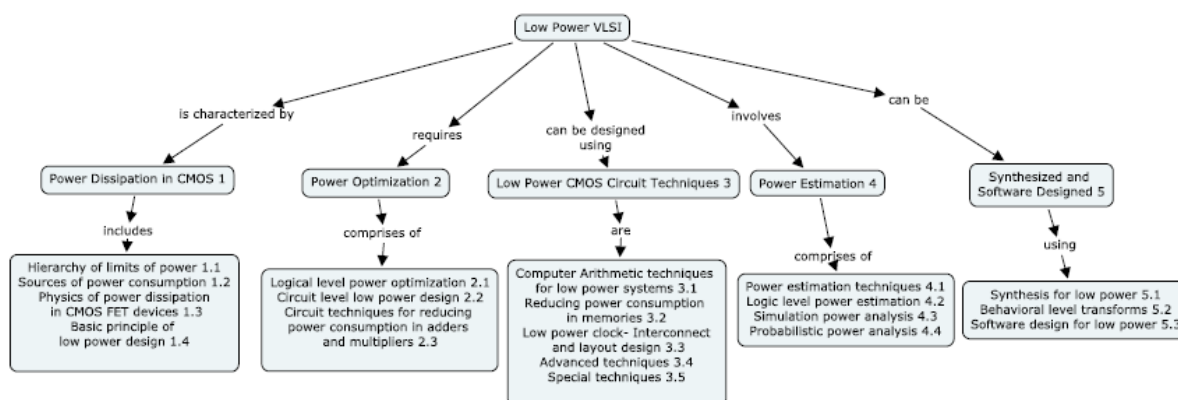 Low Power VLSI
is characterized by
requires
can be designed
using
involves
can be
Power Dissipation in CMOS 1
Power Optimization 2
Low Power CMOS Circuit Techniques 3
Power Estimation 4
Synthesized and
Software Designed 5
includes
comprises of
are
comprises of
using
Hierarchy of limits of power 1.1
Sources of power consumption 1.2
Physics of power dissipation
in CMOS FET devices 1.3
Basic principle of
low power design 1.4
Logical level power optimization 2.1
Circuit level low power design 2.2
Circuit techniques for reducing
power consumption in adders
and multipliers 2.3
Computer Arithmetic techniques
for low power systems 3.1
Reducing power consumption
in memories 3.2
Low power clock- Interconnect
and layout design 3.3
Advanced techniques 3.4
Special techniques 3.5
Power estimation techniques 4.1
Logic level power estimation 4.2
Simulation power analysis 4.3
Probabilistic power analysis 4.4
Synthesis for low power 5.1
Behavioral level transforms 5.2
Software design for low power 5.3